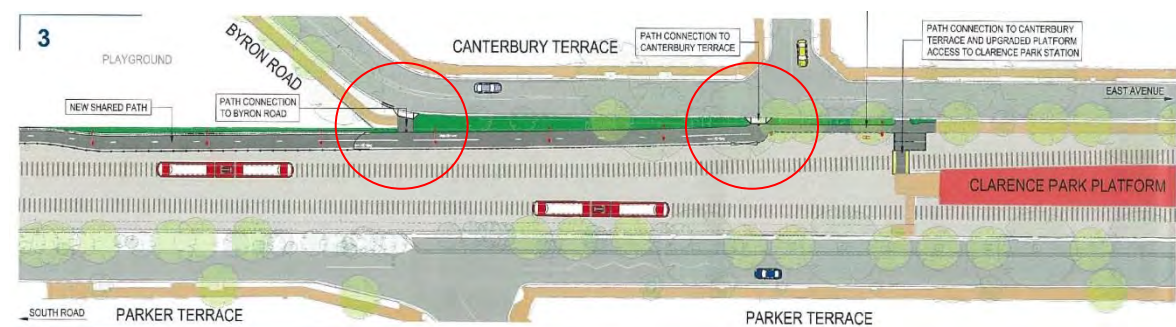 3
PLAYGROUND
BYRON ROAD
CANTERBURY TERRACE
PATH CONNECTION TO
CANTERBURY TERRACE
PATH CONNECTION TO CANTERBURY
TERRACE AND UPGRADED PLATFORM
ACCESS TO CLARENCE PARK STATION
NEW SHARED PATH
PATH CONNECTION
TO BYRON ROAD
EAST AVENUE
CLARENCE PARK PLATFORM
SOUTH ROAD
PARKER TERRACE
PARKER TERRACE